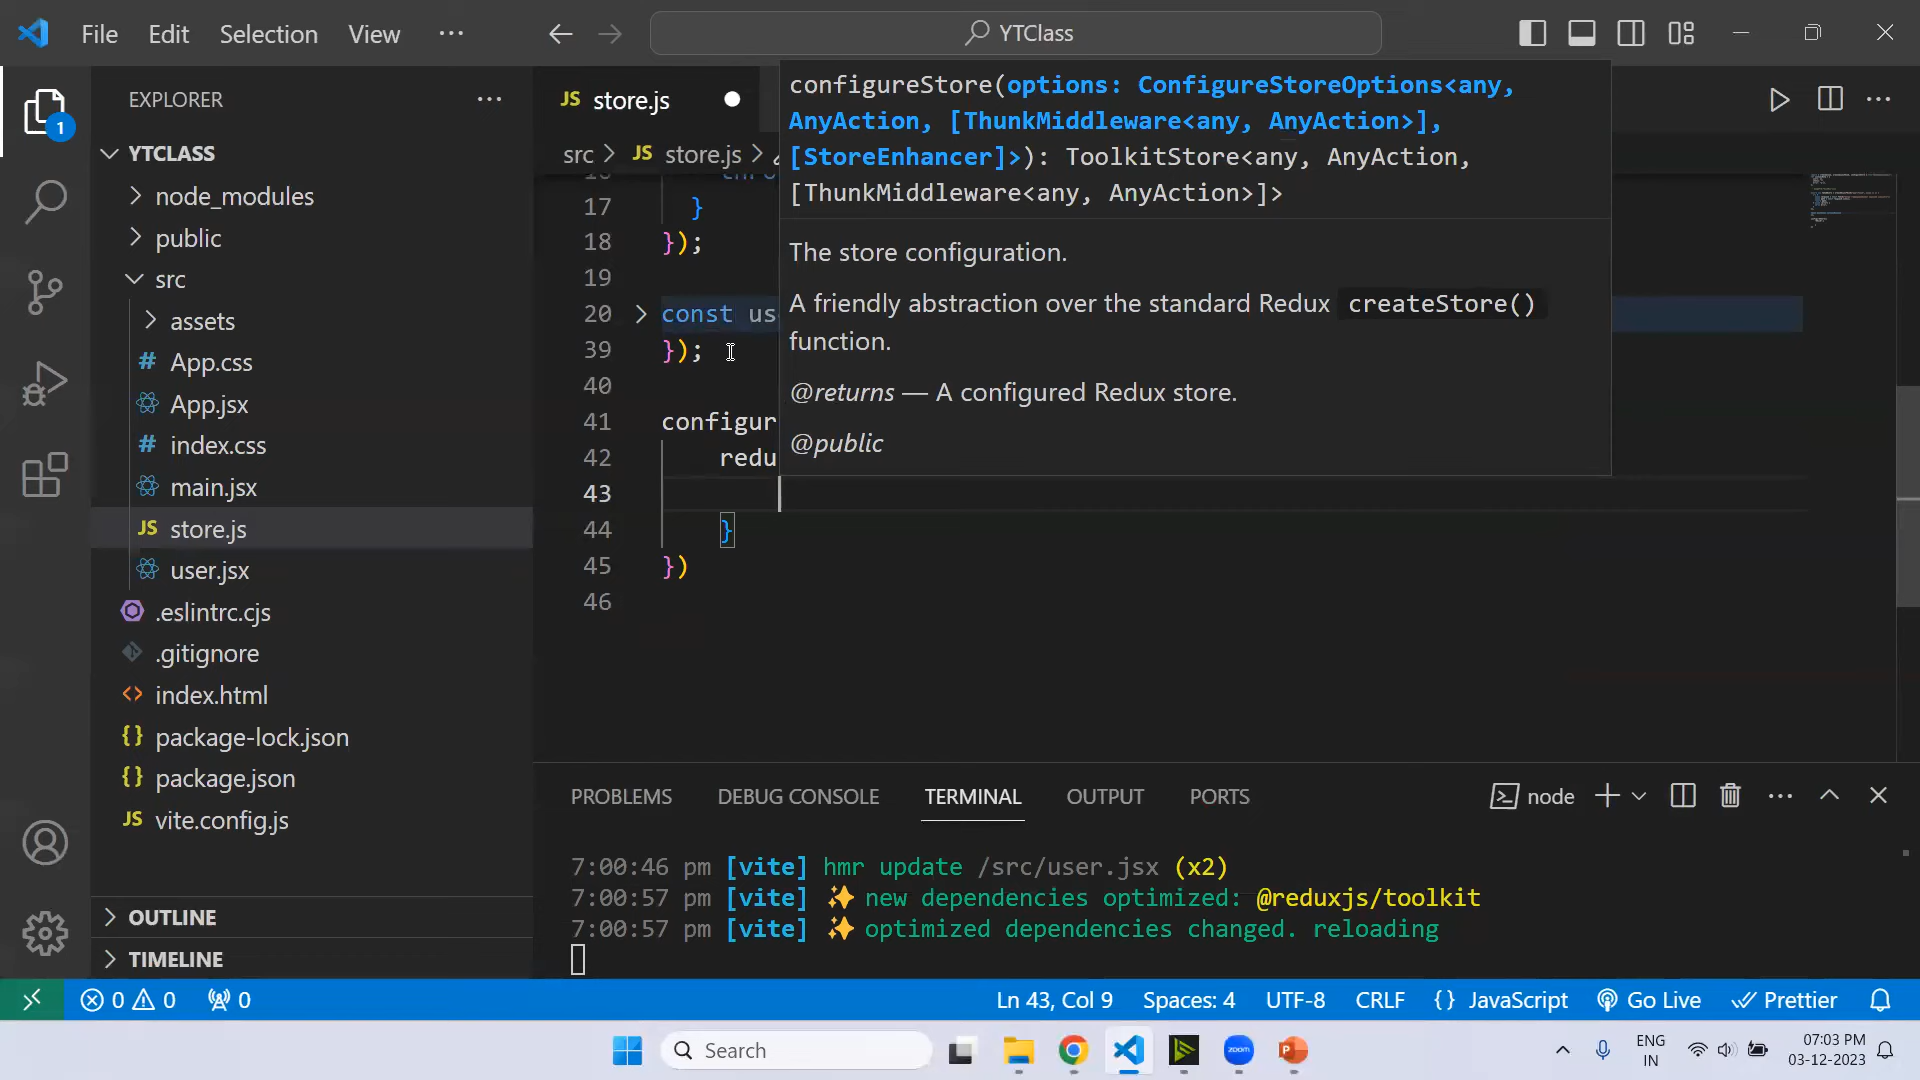 File Edit Selection View ··· YTClass
EXPLORER
YTCLASS
node_modules
public
src
assets
# App.css
App.jsx
# index.css
main.jsx
JS store.js
user.jsx
.eslintrc.cjs
.gitignore
<> index.html
{} package-lock.json
{} package.json
JS vite.config.js
OUTLINE
TIMELINE
1
JS store.js
src > JS store.js >
configureStore(options: ConfigureStoreOptions<any,
AnyAction, [ThunkMiddleware<any, AnyAction>],
[StoreEnhancer]>): ToolkitStore<any, AnyAction,
[ThunkMiddleware<any, AnyAction>]>
The store configuration.
A friendly abstraction over the standard Redux createStore()
function.
@returns — A configured Redux store.
@public
17 }
18 });
19
20 const us
39 });
40
41 configur
42 redu
43
44 }
45 })
46
PROBLEMS DEBUG CONSOLE TERMINAL OUTPUT PORTS node
7:00:46 pm [vite] hmr update /src/user.jsx (x2)
7:00:57 pm [vite] ✨ new dependencies optimized: @reduxjs/toolkit
7:00:57 pm [vite] ✨ optimized dependencies changed. reloading
0 0 0 Ln 43, Col 9 Spaces: 4 UTF-8 CRLF {} JavaScript Go Live Prettier
Search zoom ENG
IN
07:03 PM
03-12-2023